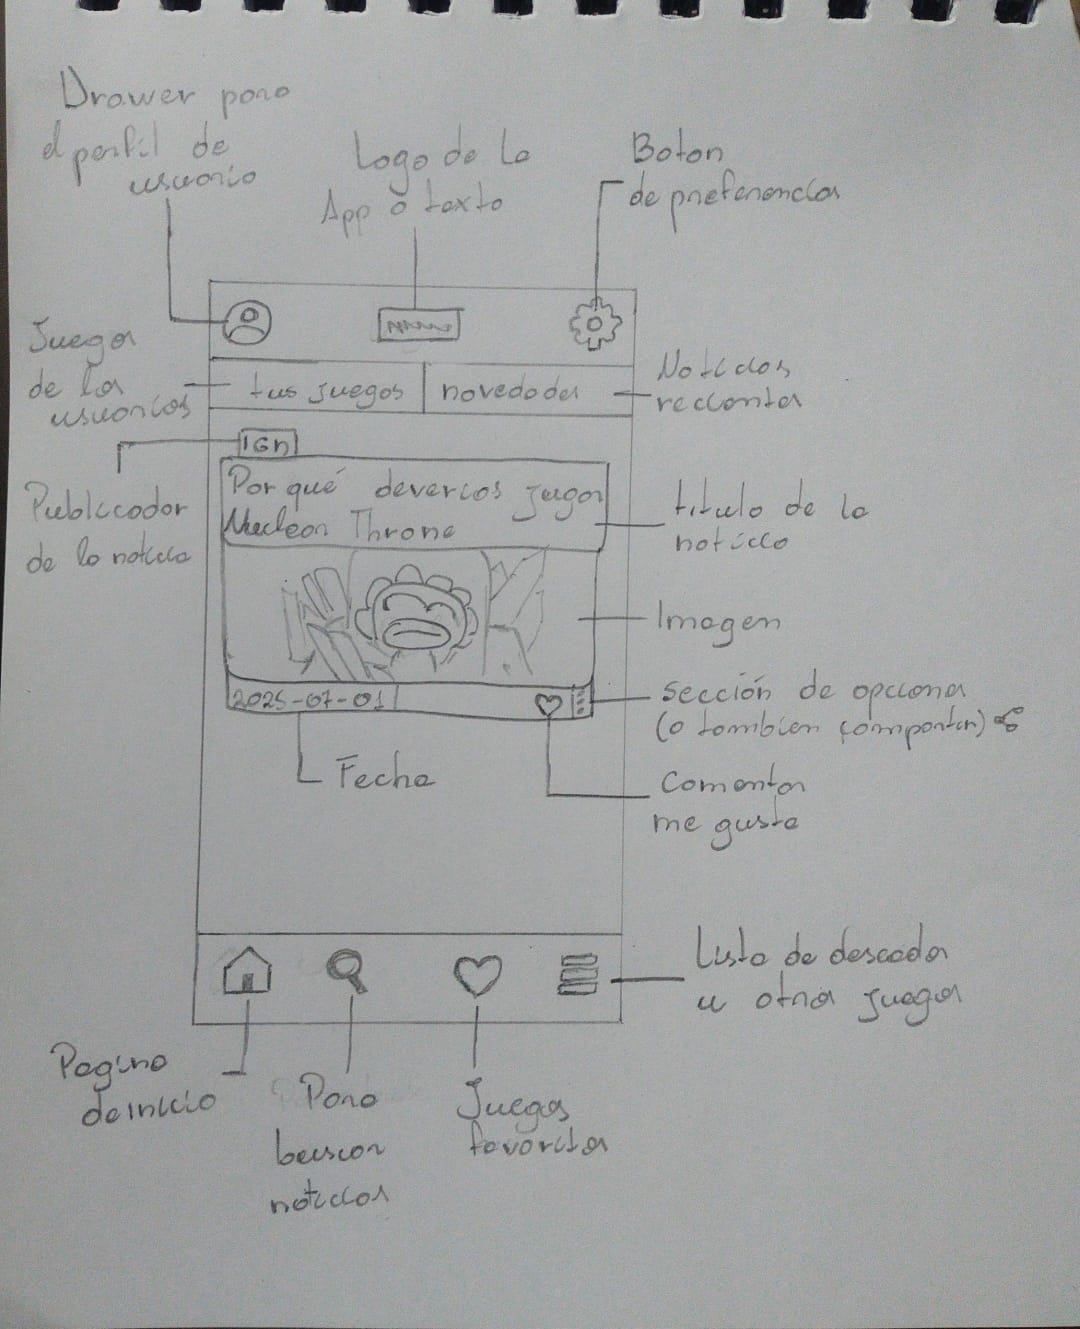 Drawer para
el perfil de
usuario
Logo de la
App o texto
Boton
de preferencias
Juegos
de los
usuarios
tus juegos
novedades
Noticias
recientes
IGn
Publicador
de la noticia
Por qué deverias jugar
Nucleon Throne
titulo de la
noticia
Imagen
2025-07-01
sección de opciones
(o tambien compartir)
Fecha
Comentar
me gusta
Lista de deseados
u otros juegos
Pagina
de inicio
Para
buscar
noticias
Juegos
favoritos